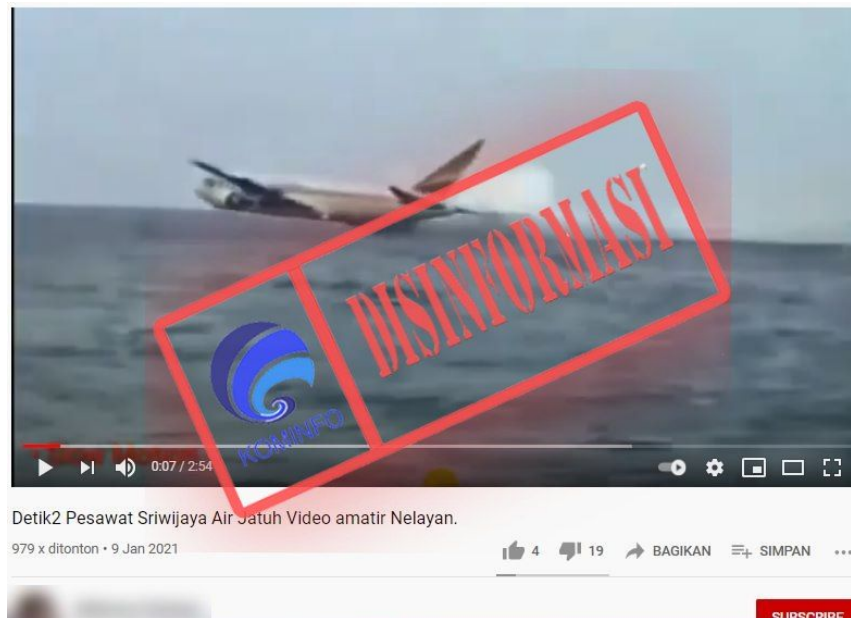 DISINFORMASI
KOMINFO
0:07 / 2:54
Detik2 Pesawat Sriwijaya Air Jatuh Video amatir Nelayan.
979 x ditonton • 9 Jan 2021
4
19
BAGIKAN
SIMPAN
SUBSCRIBE